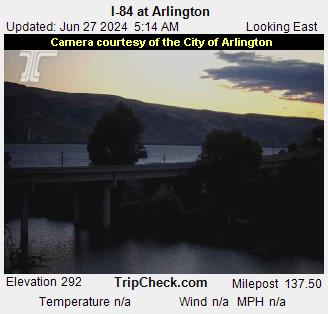 I-84 at Arlington
Updated: Jun 27 2024 5:14 AM Looking East
Camera courtesy of the City of Arlington
Elevation 292 TripCheck.com Milepost 137.50
Temperature n/a Wind n/a MPH n/a